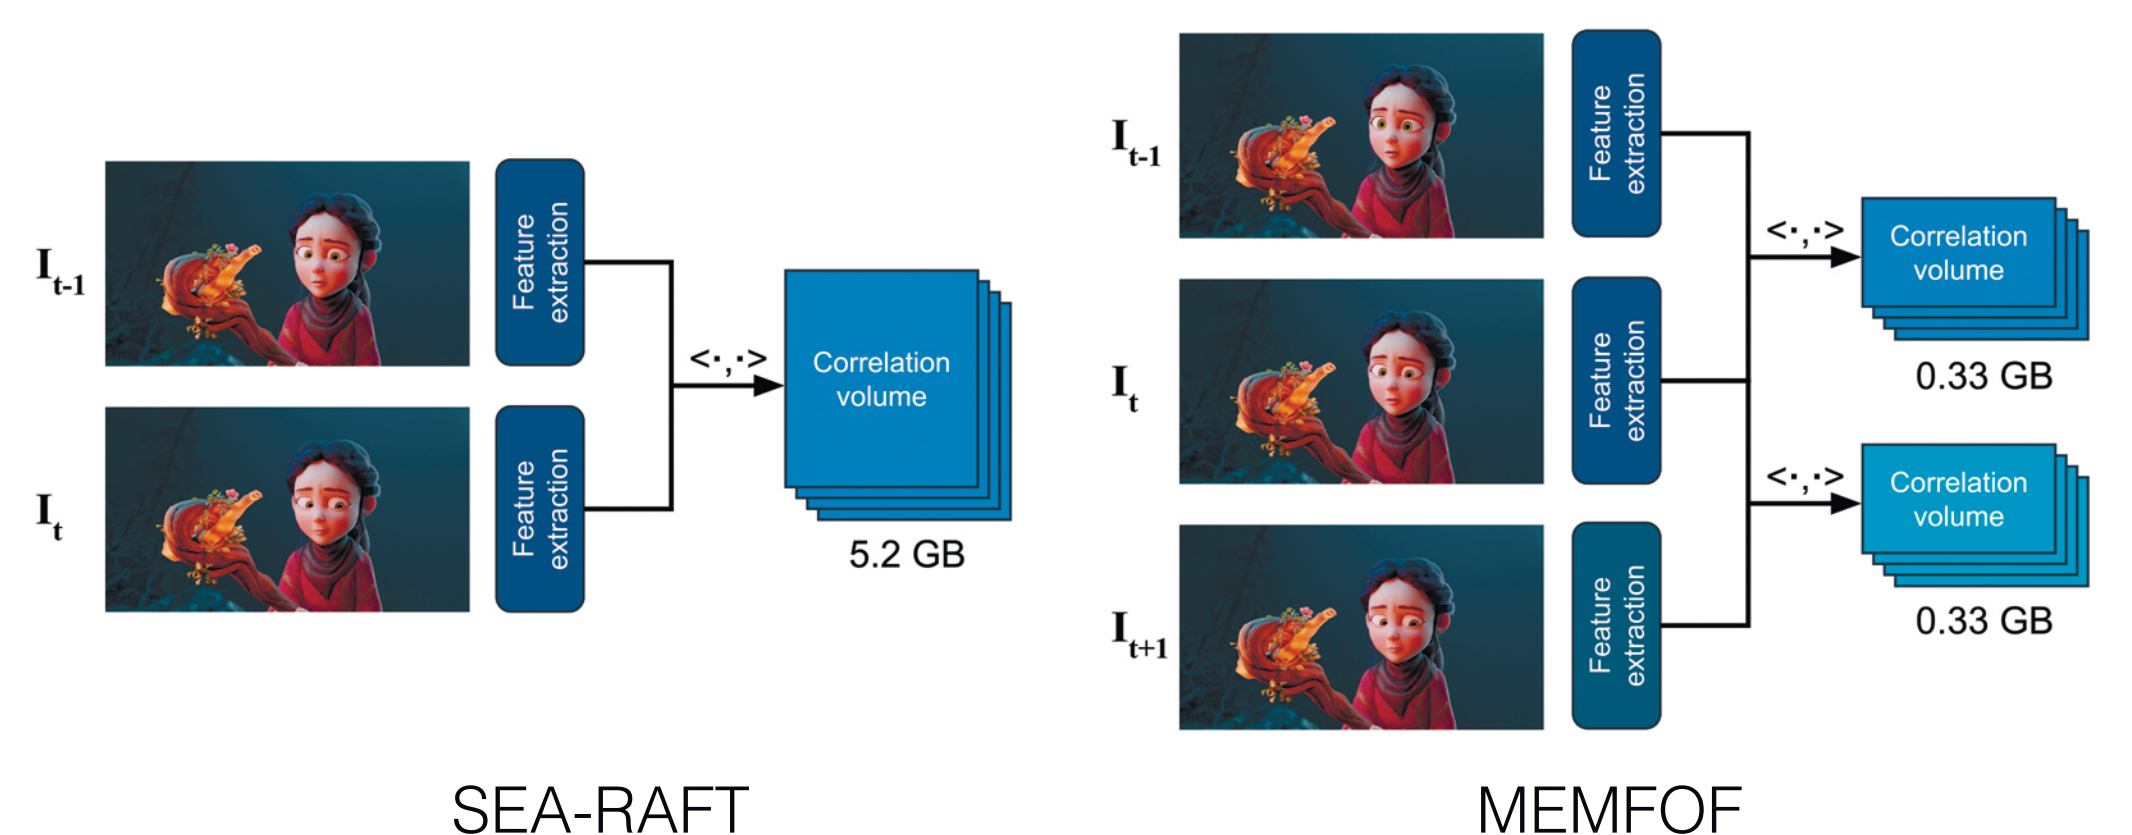 I t-1
Feature
extraction
I t
Feature
extraction
<·,·>
Correlation
volume
5.2 GB
SEA-RAFT
I t-1
Feature
extraction
I t
Feature
extraction
I t+1
Feature
extraction
<·,·>
Correlation
volume
0.33 GB
<·,·>
Correlation
volume
0.33 GB
MEMFOF